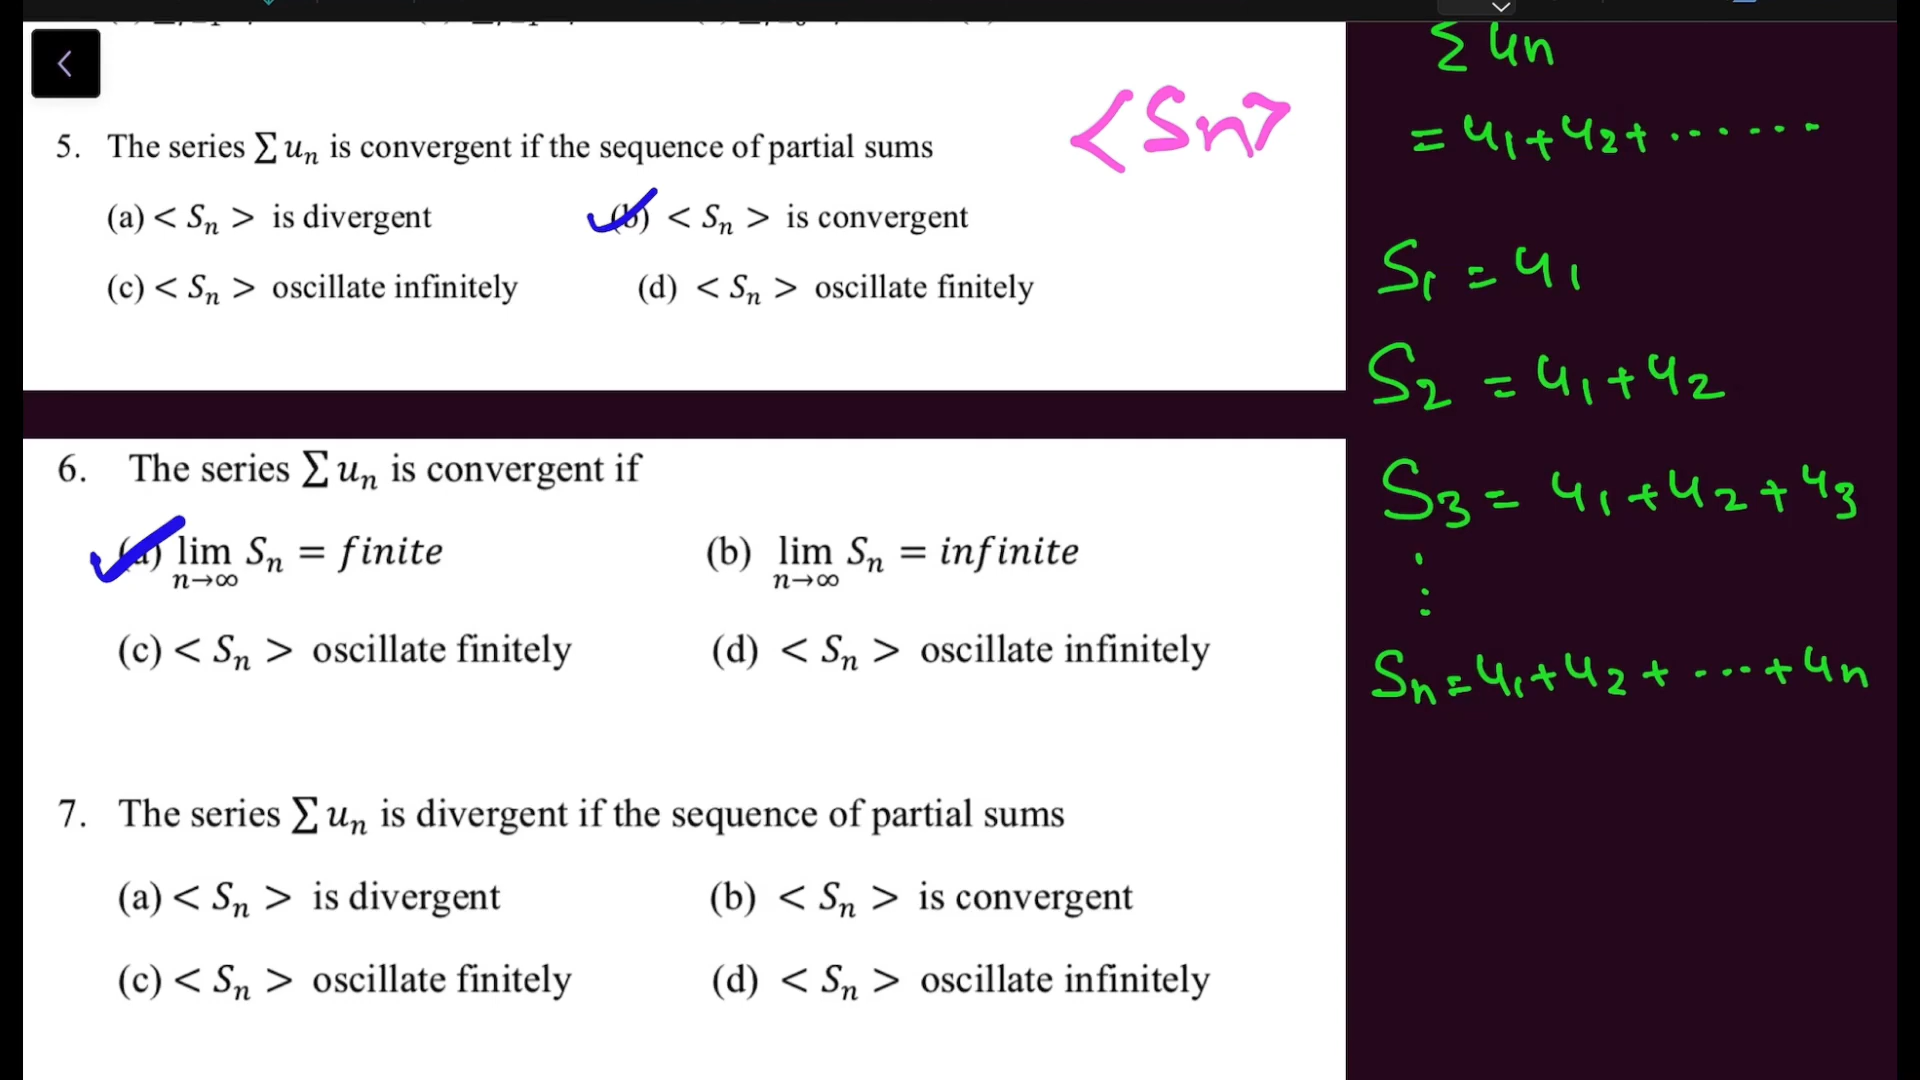 5. The series ∑ uₙ is convergent if the sequence of partial sums
<Sn>
(a) < Sₙ > is divergent (b) < Sₙ > is convergent
(c) < Sₙ > oscillate infinitely (d) < Sₙ > oscillate finitely
6. The series ∑ uₙ is convergent if
(a) lim Sₙ = finite (b) lim Sₙ = infinite
n→∞ n→∞
(c) < Sₙ > oscillate finitely (d) < Sₙ > oscillate infinitely
7. The series ∑ uₙ is divergent if the sequence of partial sums
(a) < Sₙ > is divergent (b) < Sₙ > is convergent
(c) < Sₙ > oscillate finitely (d) < Sₙ > oscillate infinitely
Σ un
= u₁+u₂+.......
S₁ = u₁
S₂ = u₁+u₂
S₃ = u₁+u₂+u₃
⋮
Sn = u₁+u₂+ ... +un